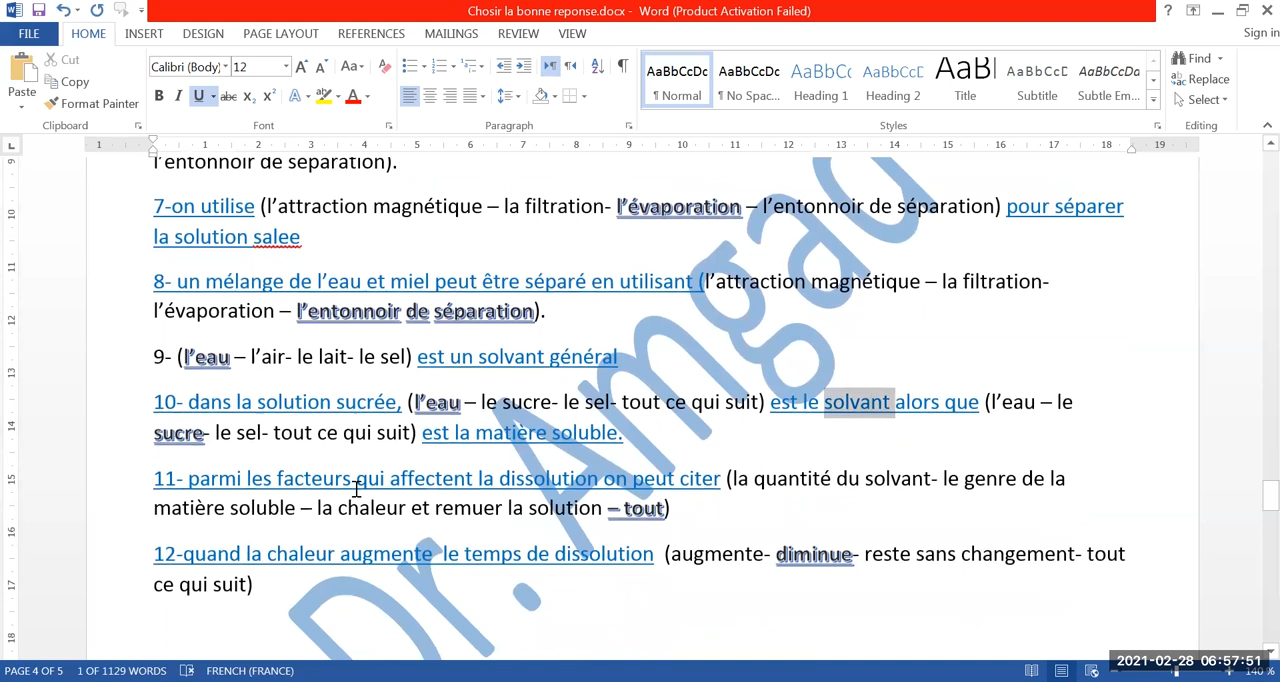 Chosir la bonne reponse.docx - Word (Product Activation Failed)
FILE HOME INSERT DESIGN PAGE LAYOUT REFERENCES MAILINGS REVIEW VIEW Sign in
Paste Cut Copy Format Painter
Calibri (Body) 12
AaBbCcDc AaBbCcDc AaBbCc AaBbCcD AaBl AaBbCcD AaBbCcDa
¶ Normal ¶ No Spac... Heading 1 Heading 2 Title Subtitle Subtle Em...
Find Replace Select
Clipboard Font Paragraph Styles Editing
l’entonnoir de séparation).
7-on utilise (l’attraction magnétique – la filtration- l’évaporation – l’entonnoir de séparation) pour séparer
la solution salee
8- un mélange de l’eau et miel peut être séparé en utilisant (l’attraction magnétique – la filtration-
l’évaporation – l’entonnoir de séparation).
9- (l’eau – l’air- le lait- le sel) est un solvant général
10- dans la solution sucrée, (l’eau – le sucre- le sel- tout ce qui suit) est le solvant alors que (l’eau – le
sucre- le sel- tout ce qui suit) est la matière soluble.
11- parmi les facteurs qui affectent la dissolution on peut citer (la quantité du solvant- le genre de la
matière soluble – la chaleur et remuer la solution – tout)
12-quand la chaleur augmente le temps de dissolution (augmente- diminue- reste sans changement- tout
ce qui suit)
Dr. Amgad
PAGE 4 OF 5 1 OF 1129 WORDS FRENCH (FRANCE) 140 %
2021-02-28 06:57:51